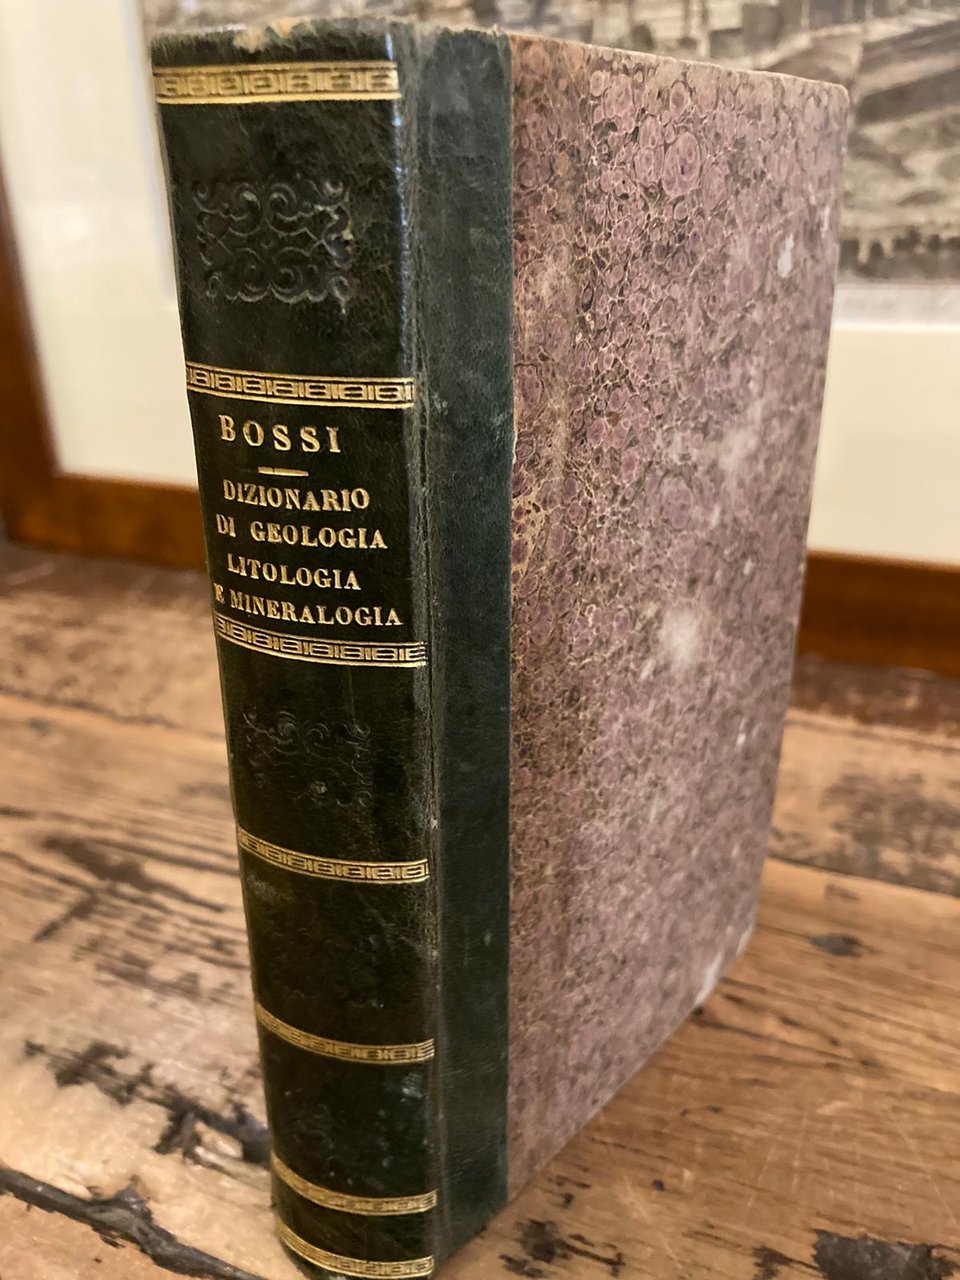 BOSSI
DIZIONARIO
DI GEOLOGIA
LITOLOGIA
E MINERALOGIA